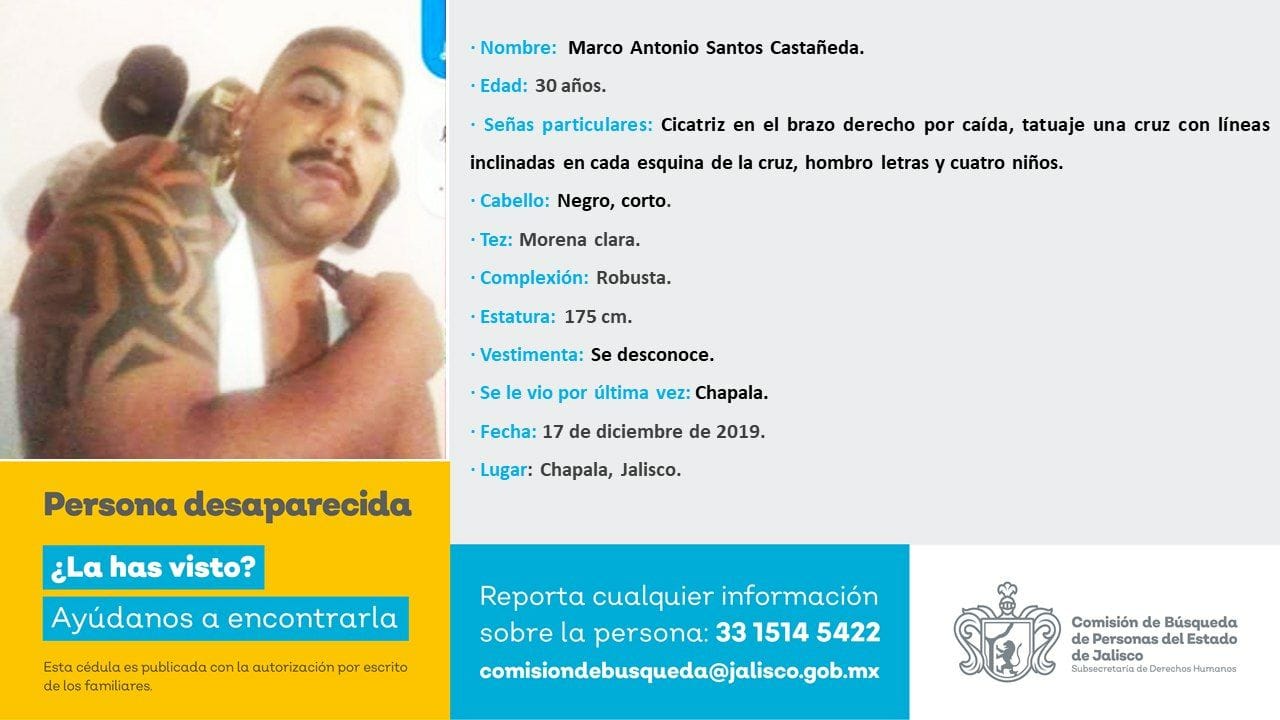 · Nombre: Marco Antonio Santos Castañeda.
· Edad: 30 años.
· Señas particulares: Cicatriz en el brazo derecho por caída, tatuaje una cruz con líneas
inclinadas en cada esquina de la cruz, hombro letras y cuatro niños.
· Cabello: Negro, corto.
· Tez: Morena clara.
· Complexión: Robusta.
· Estatura: 175 cm.
· Vestimenta: Se desconoce.
· Se le vio por última vez: Chapala.
· Fecha: 17 de diciembre de 2019.
· Lugar: Chapala, Jalisco.
Persona desaparecida
¿La has visto?
Ayúdanos a encontrarla
Esta cédula es publicada con la autorización por escrito
de los familiares.
Reporta cualquier información
sobre la persona: 33 1514 5422
comisiondebusqueda@jalisco.gob.mx
Comisión de Búsqueda
de Personas del Estado
de Jalisco
Subsecretaría de Derechos Humanos